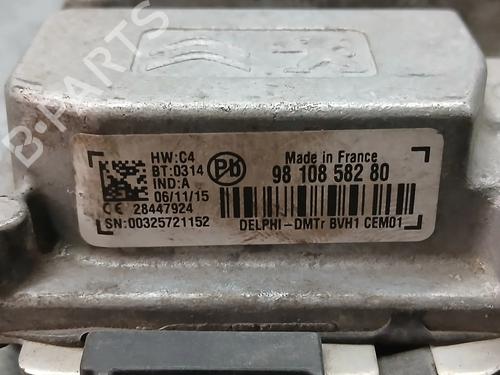 B-PARTS
HW:C4
BT:0314
IND:A
06/11/15
CE 28447924
SN:00325721152
Pb
Made in France
98 108 582 80
DELPHI-DMTr BVH1 CEM01